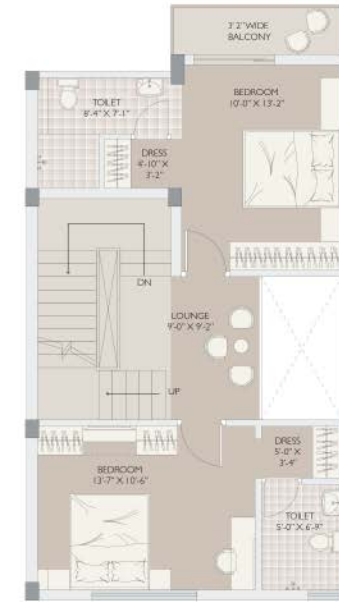 3' 2" WIDE
BALCONY
BEDROOM
10'-0" X 13'-2"
TOILET
8'-4" X 7'-1"
DRESS
4'-10" X
3'-2"
DN
LOUNGE
9'-0" X 9'-2"
UP
BEDROOM
13'-7" X 10'-6"
DRESS
5'-0" X
3'-4"
TOILET
5'-0" X 6'-9"